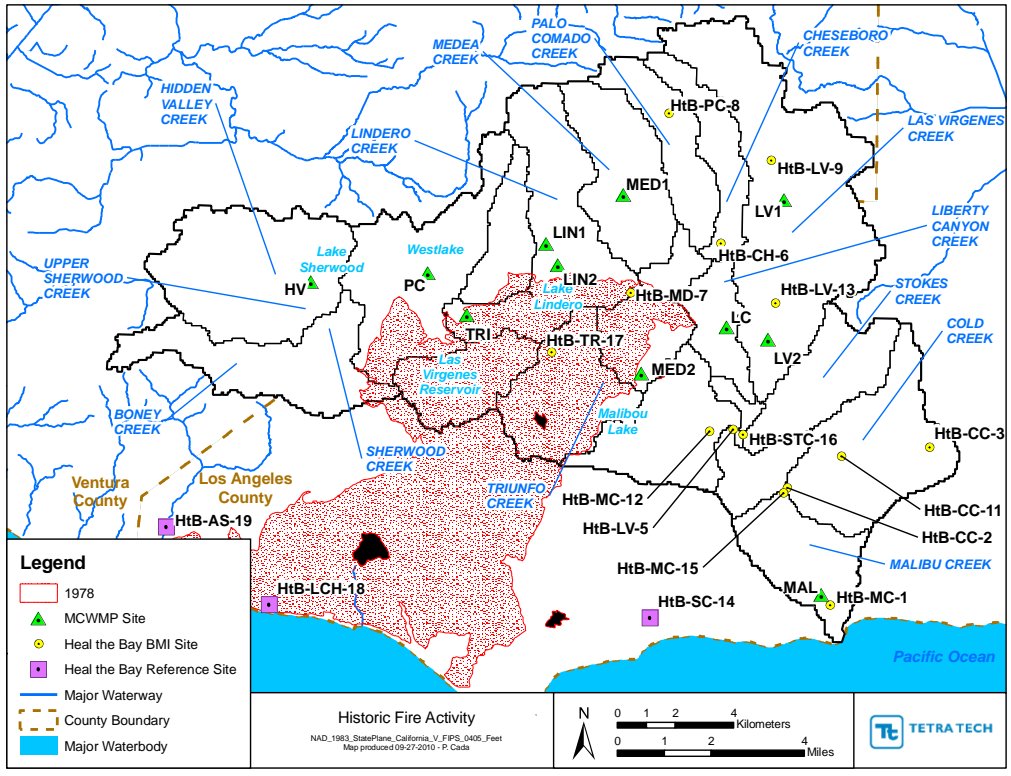 PALO
COMADO
CREEK
MEDEA
CREEK
CHESEBORO
CREEK
HIDDEN
VALLEY
CREEK
HtB-PC-8
LAS VIRGENES
CREEK
LINDERO
CREEK
HtB-LV-9
MED1
LV1
LIBERTY
CANYON
CREEK
LIN1
Lake
Sherwood
Westlake
HtB-CH-6
UPPER
SHERWOOD
CREEK
HV
PC
LIN2
Lake
Lindero
HtB-MD-7
HtB-LV-13
STOKES
CREEK
TRI
LC
COLD
CREEK
HtB-TR-17
LV2
Las
Virgenes
Reservoir
MED2
BONEY
CREEK
Malibou
Lake
HtB-STC-16
HtB-CC-3
SHERWOOD
CREEK
Ventura
County
Los Angeles
County
TRIUNFO
CREEK
HtB-MC-12
HtB-CC-11
HtB-AS-19
HtB-LV-5
HtB-CC-2
HtB-MC-15
MALIBU CREEK
HtB-LCH-18
HtB-SC-14
MAL
HtB-MC-1
Pacific Ocean
Legend
1978
MCWMP Site
Heal the Bay BMI Site
Heal the Bay Reference Site
Major Waterway
County Boundary
Major Waterbody
Historic Fire Activity
NAD_1983_StatePlane_California_V_FIPS_0405_Feet
Map produced 09-27-2010 - P. Cada
N
0 1 2 4
Kilometers
0 1 2 4
Miles
Tt TETRA TECH